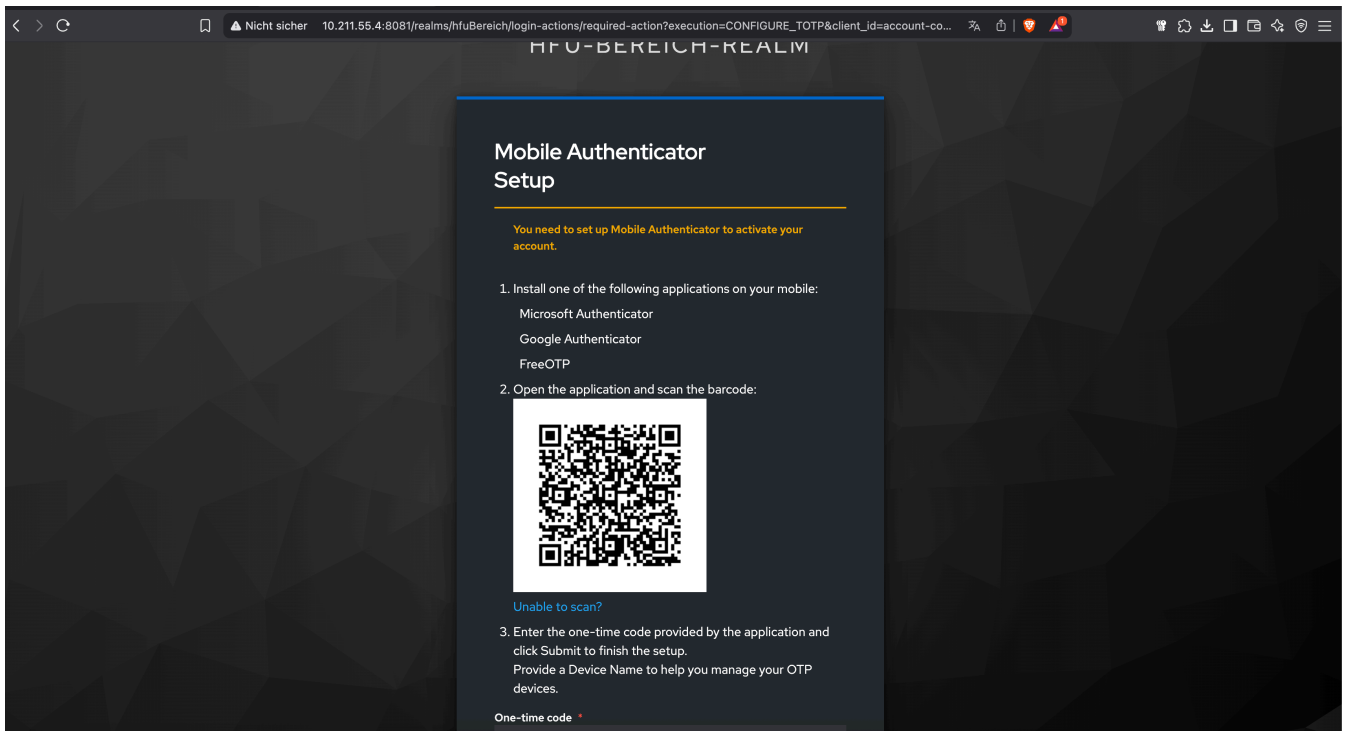 Nicht sicher 10.211.55.4:8081/realms/hfuBereich/login-actions/required-action?execution=CONFIGURE_TOTP&client_id=account-co...
1
HFU-BEREICH-REALM
Mobile Authenticator
Setup
You need to set up Mobile Authenticator to activate your
account.
1. Install one of the following applications on your mobile:
Microsoft Authenticator
Google Authenticator
FreeOTP
2. Open the application and scan the barcode:
Unable to scan?
3. Enter the one-time code provided by the application and
click Submit to finish the setup.
Provide a Device Name to help you manage your OTP
devices.
One-time code *